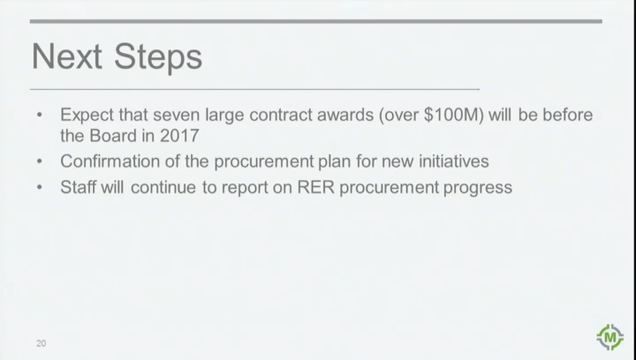 Next Steps
• Expect that seven large contract awards (over $100M) will be before
the Board in 2017
• Confirmation of the procurement plan for new initiatives
• Staff will continue to report on RER procurement progress
20
M